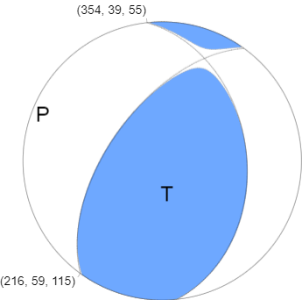 (354, 39, 55)
P
T
(216, 59, 115)